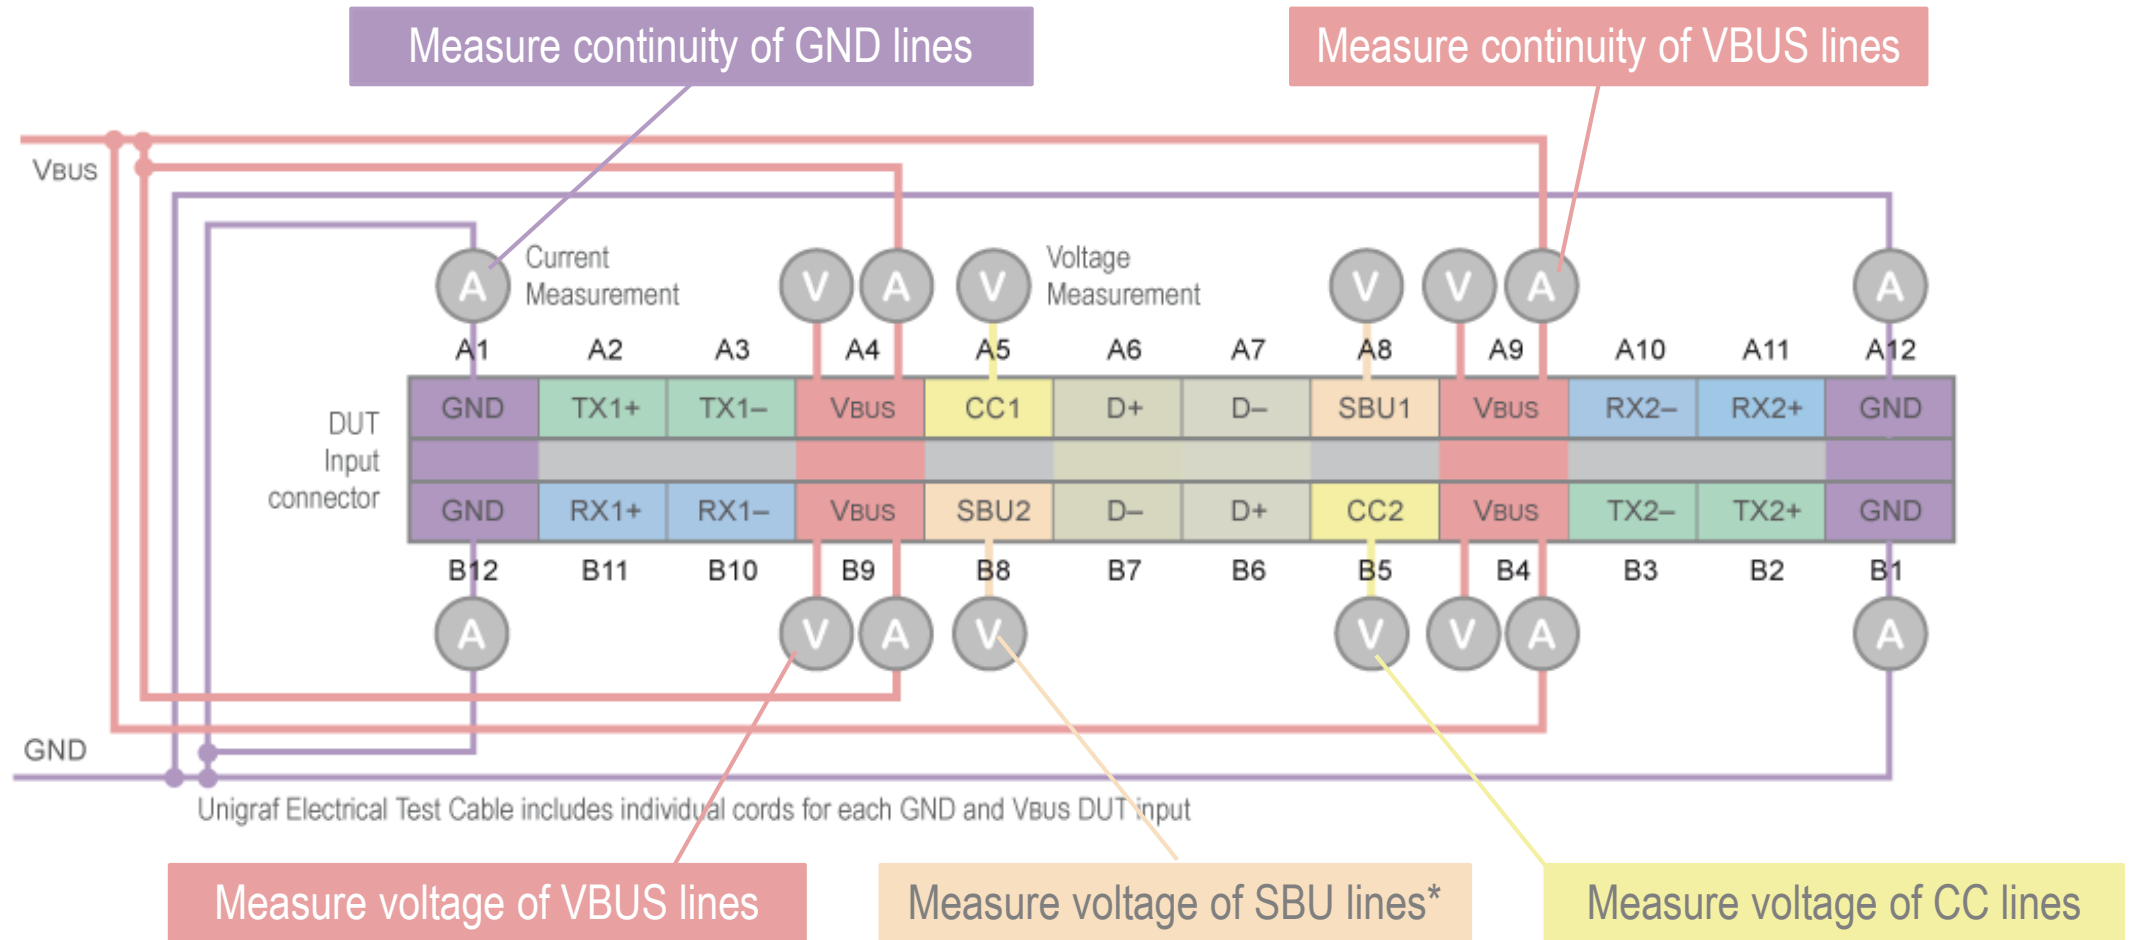 Measure continuity of GND lines
Measure continuity of VBUS lines
VBUS
Current
Measurement
Voltage
Measurement
A V A V V V A A
A1 A2 A3 A4 A5 A6 A7 A8 A9 A10 A11 A12
DUT
Input
connector
GND TX1+ TX1– VBUS CC1 D+ D– SBU1 VBUS RX2– RX2+ GND
GND RX1+ RX1– VBUS SBU2 D– D+ CC2 VBUS TX2– TX2+ GND
B12 B11 B10 B9 B8 B7 B6 B5 B4 B3 B2 B1
A V A V V V A A
GND
Unigraf Electrical Test Cable includes individual cords for each GND and VBUS DUT input
Measure voltage of VBUS lines
Measure voltage of SBU lines*
Measure voltage of CC lines